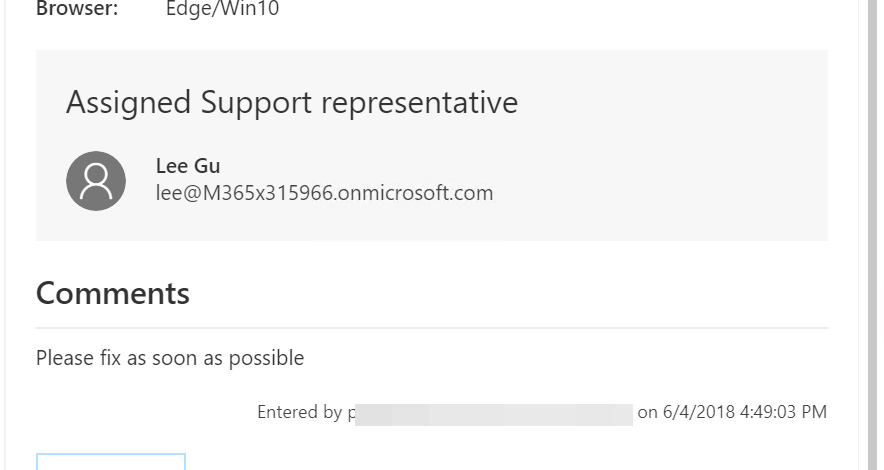 Browser: Edge/Win10
Assigned Support representative
Lee Gu
lee@M365x315966.onmicrosoft.com
Comments
Please fix as soon as possible
Entered by p on 6/4/2018 4:49:03 PM